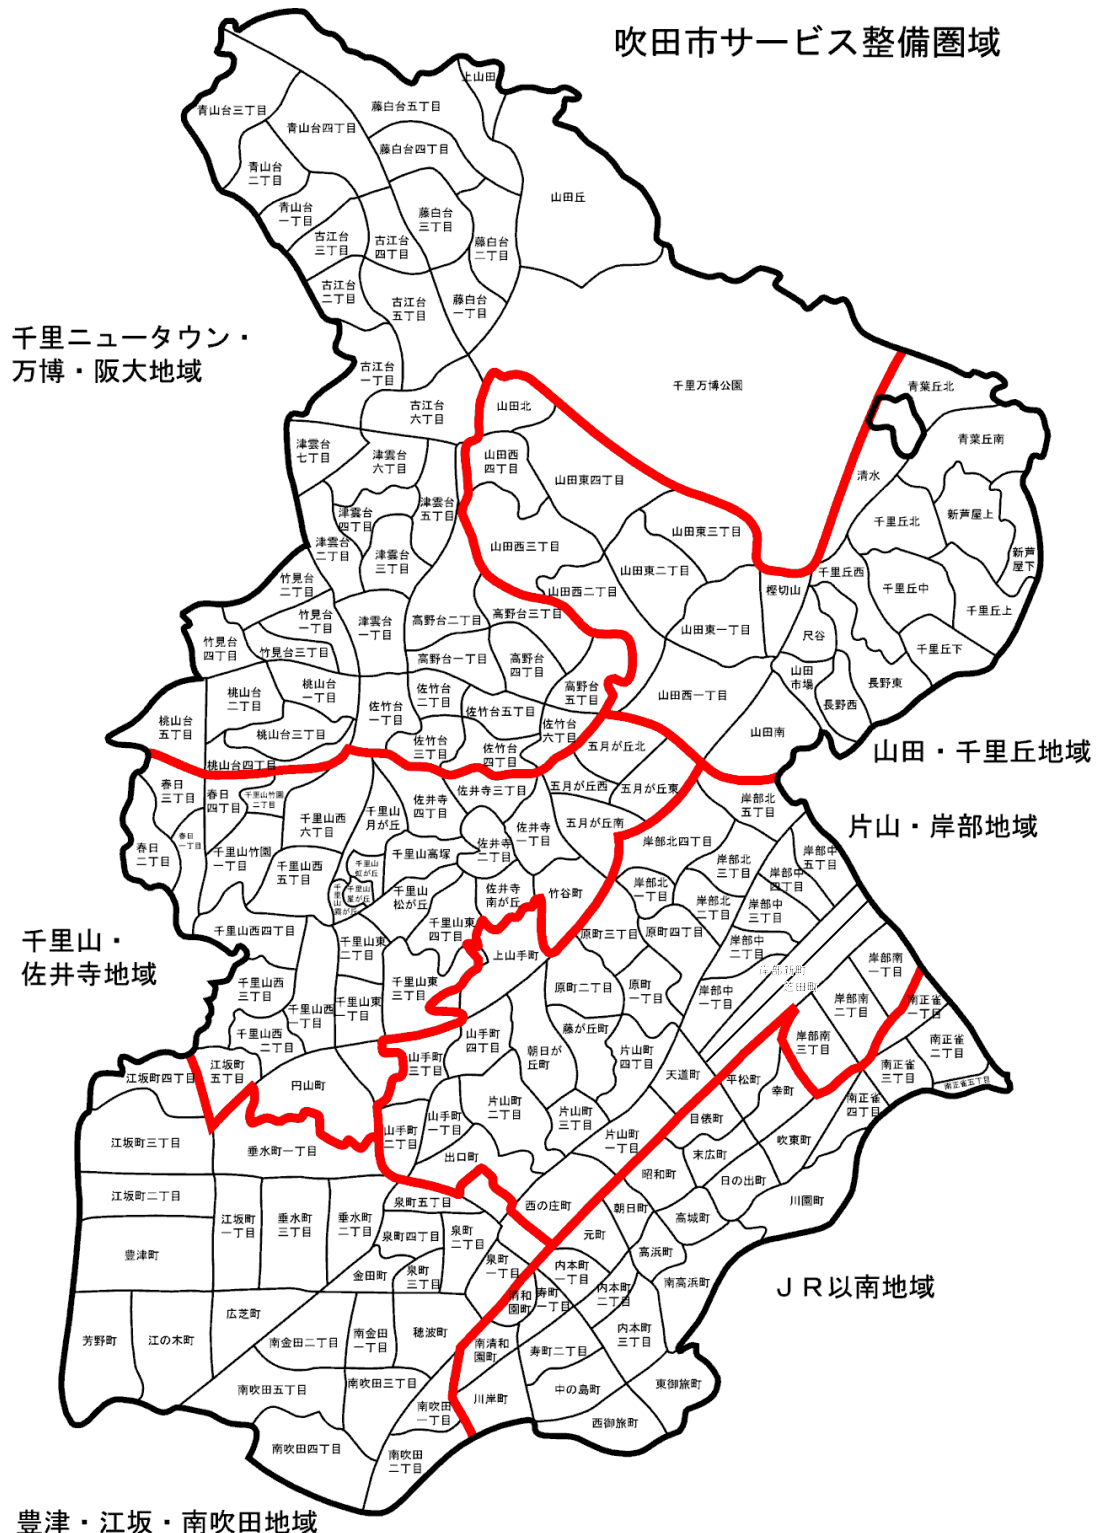 吹田市サービス整備圏域
上山田
青山台三丁目
藤白台五丁目
青山台四丁目
藤白台四丁目
青山台
二丁目
山田丘
青山台
一丁目
藤白台
三丁目
古江台
三丁目
古江台
四丁目
藤白台
二丁目
古江台
二丁目
古江台
五丁目
藤白台
一丁目
千里ニュータウン・
万博・阪大地域
古江台
一丁目
千里万博公園
青葉丘北
古江台
六丁目
山田北
青葉丘南
津雲台
七丁目
津雲台
六丁目
山田西
四丁目
山田東四丁目
清水
津雲台
五丁目
津雲台
四丁目
千里丘北
新芦屋上
山田東三丁目
津雲台
二丁目
津雲台
三丁目
山田西三丁目
新芦
屋下
竹見台
二丁目
山田東二丁目
千里丘西
山田西二丁目
樫切山
千里丘中
千里丘上
竹見台
一丁目
津雲台
一丁目
高野台二丁目
高野台三丁目
山田東一丁目
尺谷
竹見台
四丁目
竹見台三丁目
高野台一丁目
高野台
四丁目
千里丘下
桃山台
二丁目
桃山台
一丁目
佐竹台
二丁目
高野台
五丁目
山田西一丁目
山田
市場
長野東
長野西
桃山台
五丁目
佐竹台
一丁目
佐竹台五丁目
佐竹台
六丁目
山田南
桃山台三丁目
佐竹台
三丁目
佐竹台
四丁目
五月が丘北
山田・千里丘地域
桃山台四丁目
春日
三丁目
春日
四丁目
千里山竹園
二丁目
佐井寺三丁目
五月が丘西
五月が丘東
岸部北
五丁目
千里山西
六丁目
千里山
月が丘
佐井寺
四丁目
佐井寺
一丁目
五月が丘南
片山・岸部地域
春日
一丁目
春日
二丁目
千里山竹園
一丁目
千里山西
五丁目
千里山高塚
佐井寺
二丁目
岸部北四丁目
岸部北
三丁目
岸部中
五丁目
岸部中
四丁目
千里山
虹が丘
千里山
星が丘
千里山霧が丘
千里山
松が丘
佐井寺
南が丘
竹谷町
岸部北
一丁目
岸部北
二丁目
岸部中
三丁目
千里山東
四丁目
千里山西四丁目
千里山東
二丁目
原町三丁目
原町四丁目
岸部中
二丁目
千里山・
佐井寺地域
上山手町
岸部新町
芝田町
岸部南
一丁目
千里山西
三丁目
千里山東
三丁目
原町二丁目
原町
一丁目
岸部中
一丁目
岸部南
二丁目
南正雀
一丁目
千里山西
一丁目
千里山東
一丁目
千里山西
二丁目
山手町
四丁目
藤が丘町
岸部南
三丁目
南正雀
二丁目
江坂町四丁目
江坂町
五丁目
円山町
山手町
三丁目
朝日が
丘町
片山町
四丁目
天道町
平松町
幸町
南正雀
三丁目
南正雀五丁目
南正雀
四丁目
片山町
二丁目
片山町
三丁目
目俵町
山手町
一丁目
山手町
二丁目
江坂町三丁目
垂水町一丁目
出口町
片山町
一丁目
吹東町
末広町
昭和町
日の出町
江坂町二丁目
泉町五丁目
西の庄町
朝日町
川園町
江坂町
一丁目
垂水町
三丁目
垂水町
二丁目
泉町四丁目
泉町
二丁目
元町
高城町
豊津町
高浜町
金田町
泉町
三丁目
泉町
一丁目
内本町
一丁目
南高浜町
ＪＲ以南地域
清和
園町
寿町
一丁目
内本町
二丁目
広芝町
芳野町
江の木町
南金田二丁目
南金田
一丁目
穂波町
南清和
園町
内本町
三丁目
寿町二丁目
南吹田五丁目
南吹田三丁目
中の島町
東御旅町
南吹田
一丁目
川岸町
西御旅町
南吹田四丁目
南吹田
二丁目
豊津・江坂・南吹田地域